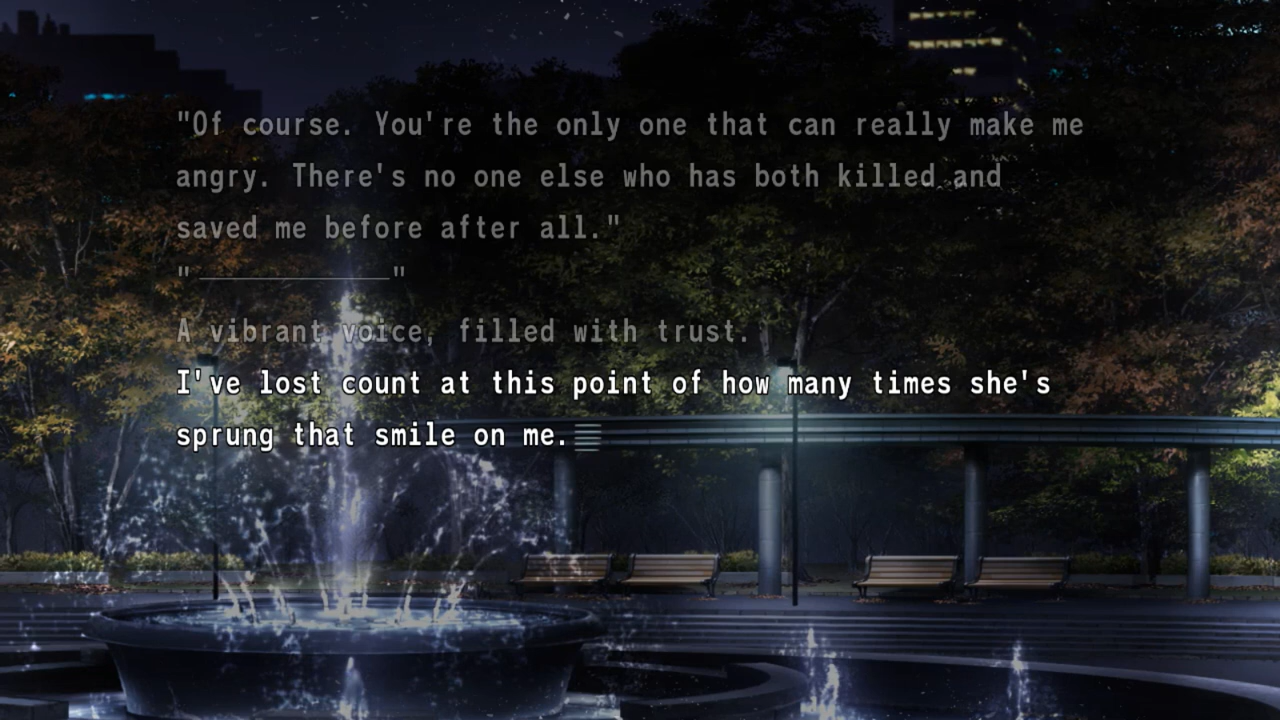 "Of course. You're the only one that can really make me
angry. There's no one else who has both killed and
saved me before after all."
"―――――――"
A vibrant voice, filled with trust.
I've lost count at this point of how many times she's
sprung that smile on me.